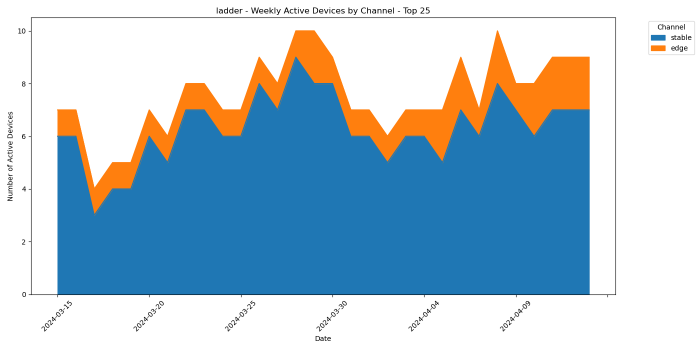 ladder - Weekly Active Devices by Channel - Top 25
Channel
stable
edge
Number of Active Devices
10
8
6
4
2
0
2024-03-15
2024-03-20
2024-03-25
2024-03-30
2024-04-04
2024-04-09
Date